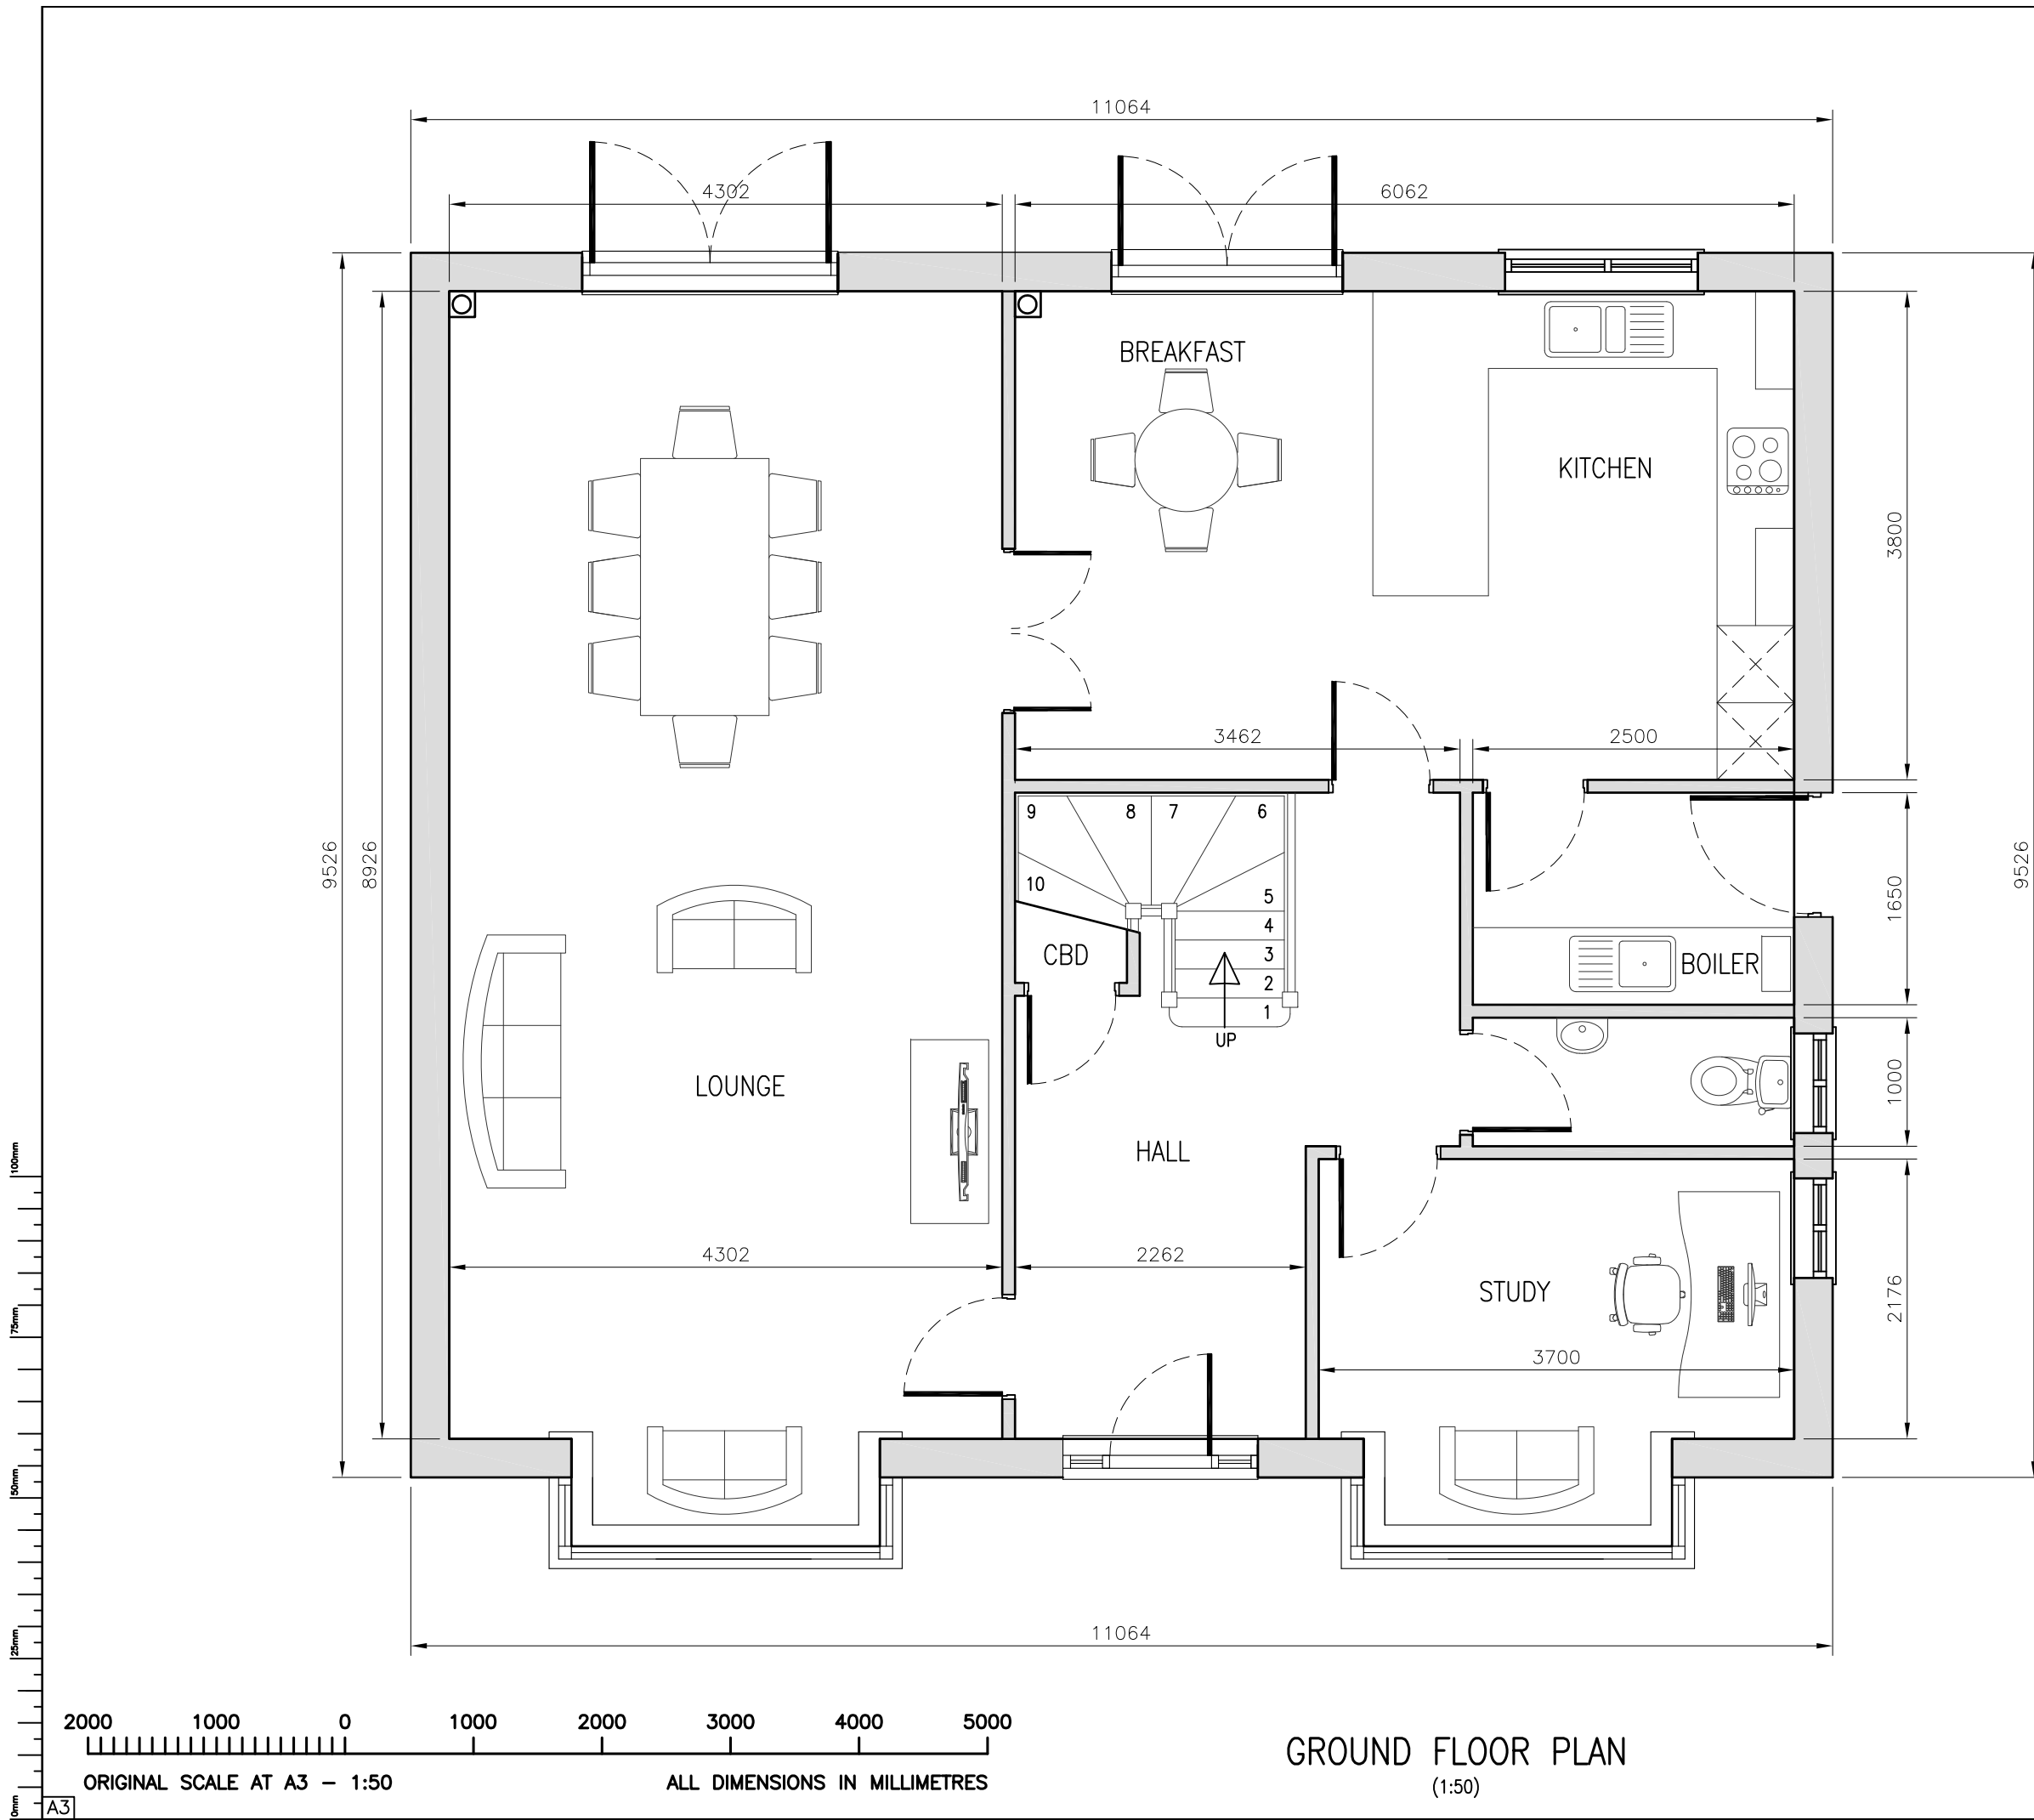 11064
4302
6062
BREAKFAST
KITCHEN
3800
3462
2500
9
8
7
6
10
5
4
3
2
1
UP
CBD
BOILER
1650
9526
8926
9526
LOUNGE
HALL
1000
4302
2262
STUDY
3700
2176
11064
100mm
75mm
50mm
25mm
0mm
2000 1000 0 1000 2000 3000 4000 5000
ORIGINAL SCALE AT A3 – 1:50
ALL DIMENSIONS IN MILLIMETRES
GROUND FLOOR PLAN
(1:50)
A3